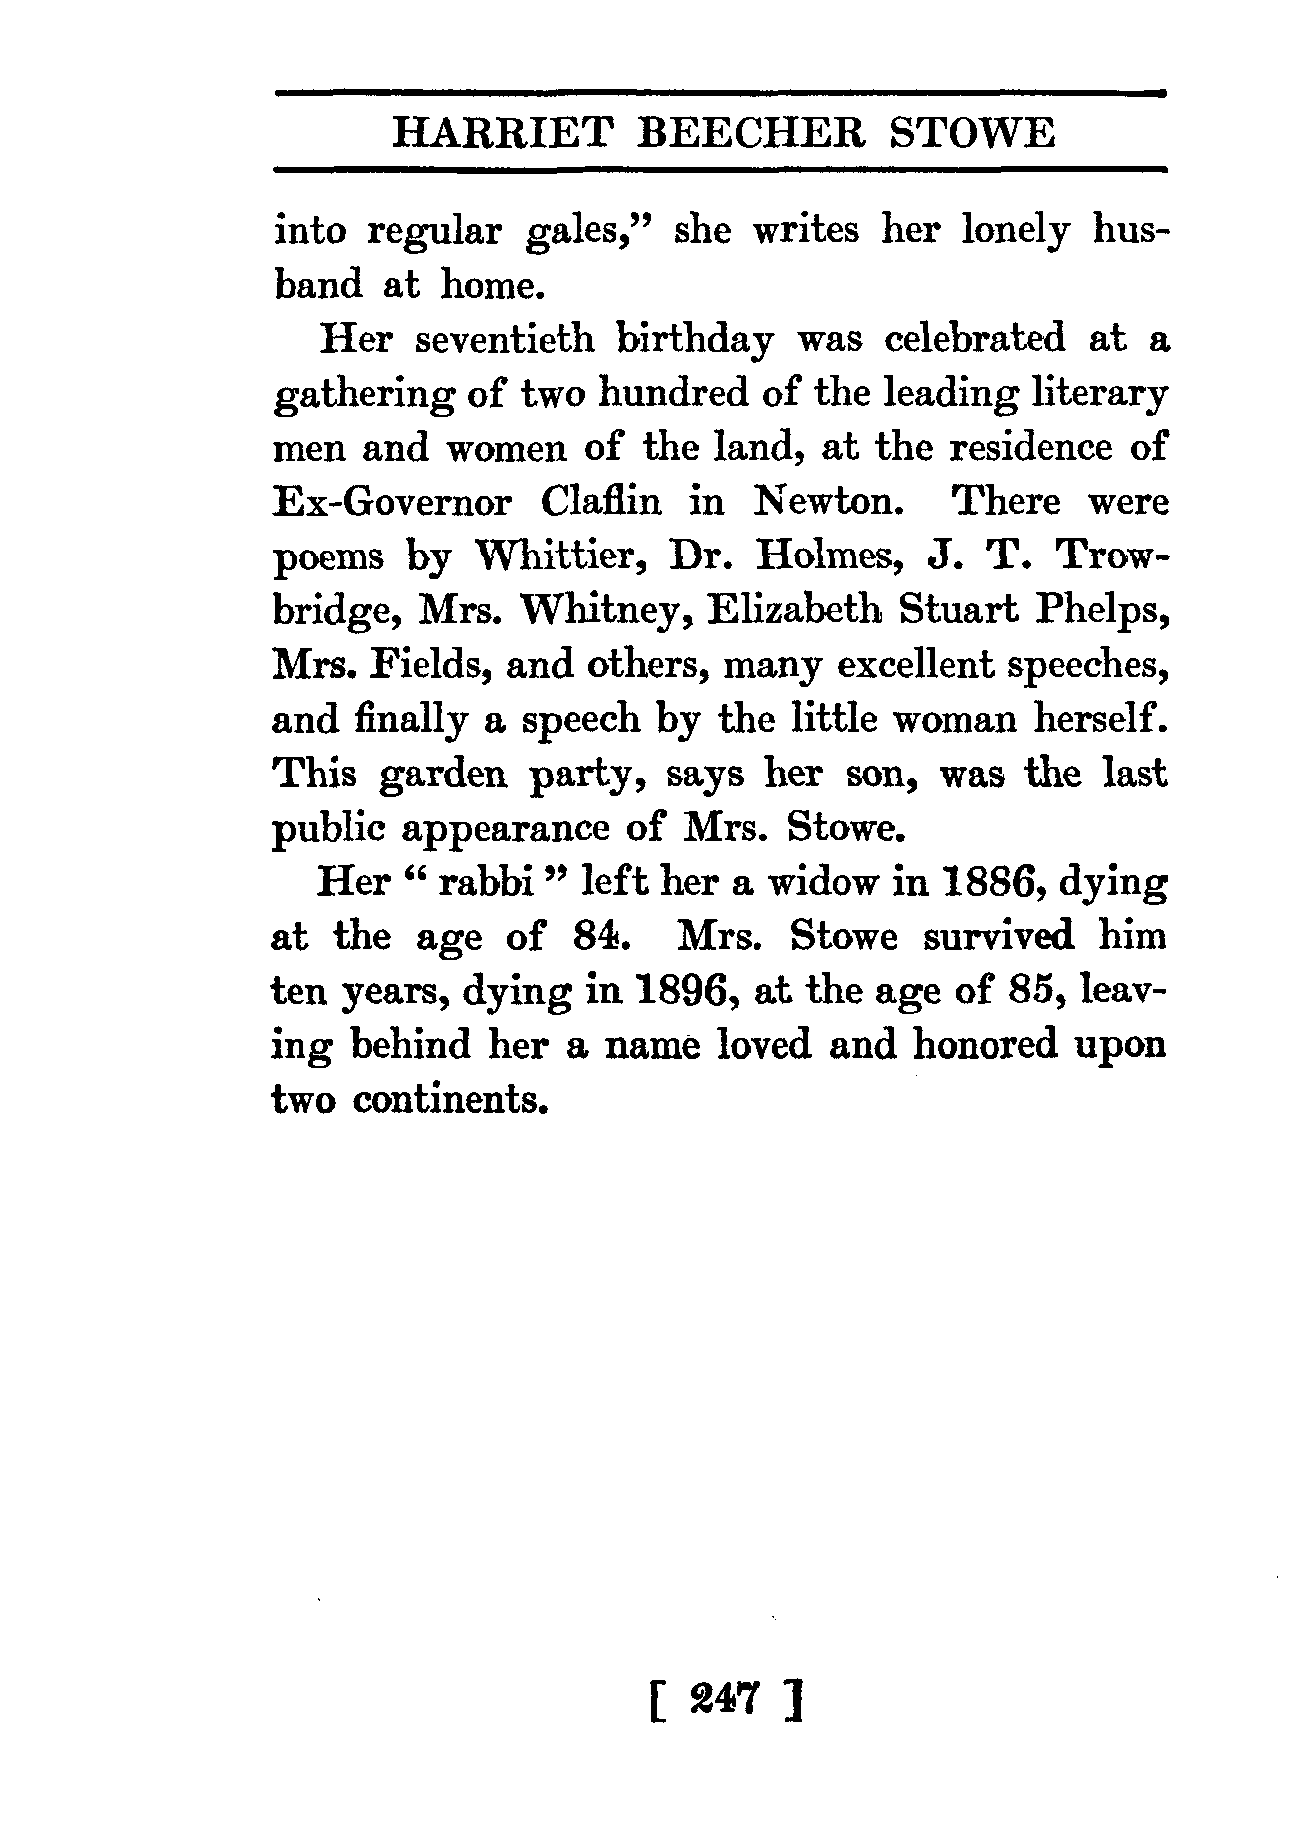 HARRIET BEECHER STOWE
into regular gales,” she writes her lonely hus-
band at home.
Her seventieth birthday was celebrated at a
gathering of two hundred of the leading literary
men and women of the land, at the residence of
Ex-Governor Claflin in Newton. There were
poems by Whittier, Dr. Holmes, J. T. Trow-
bridge, Mrs. Whitney, Elizabeth Stuart Phelps,
Mrs. Fields, and others, many excellent speeches,
and finally a speech by the little woman herself.
This garden party, says her son, was the last
public appearance of Mrs. Stowe.
Her “ rabbi ” left her a widow in 1886, dying
at the age of 84. Mrs. Stowe survived him
ten years, dying in 1896, at the age of 85, leav-
ing behind her a name loved and honored upon
two continents.
[ 247 ]